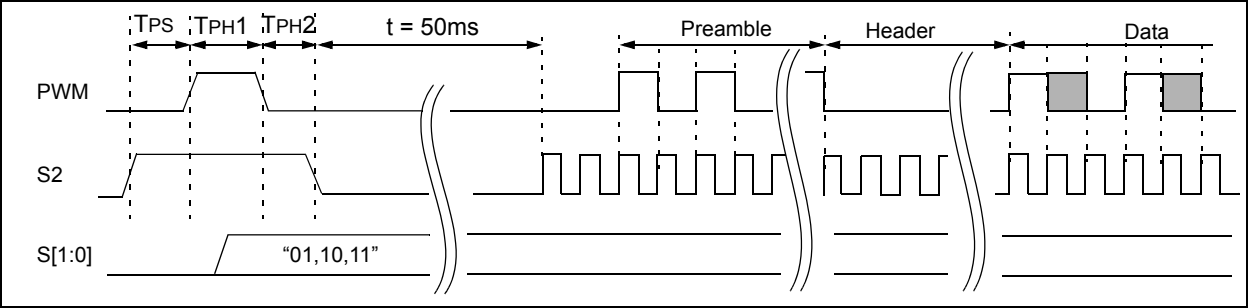 TPS TPH1 TPH2 t = 50ms Preamble Header Data
PWM
S2
S[1:0] “01,10,11”